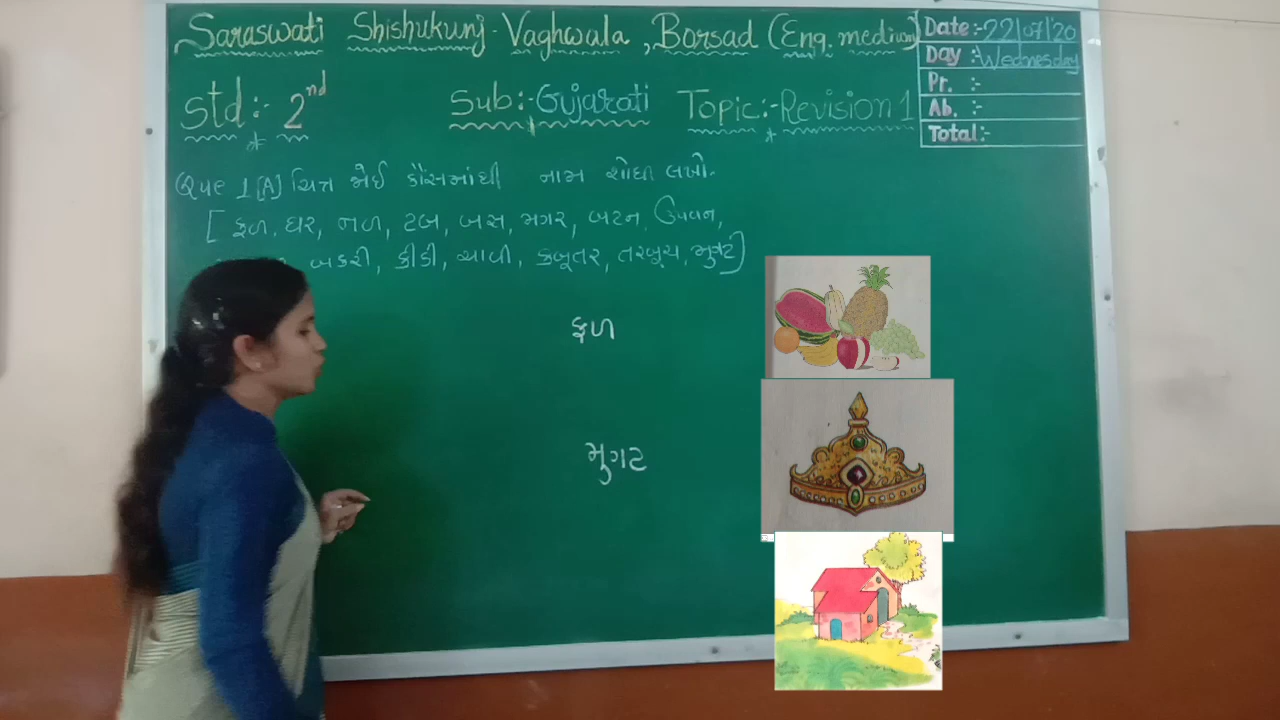 Saraswati Shishukunj - Vaghwala , Borsad (Eng. medium)
Date:- 22/07/20
Day :- Wednesday
Pr. :-
Ab. :-
Total:-
Std :- 2nd Sub :- Gujarati Topic :- Revision 1
Que 1 [A] ચિત્ર જોઈ કૌંસમાંથી નામ શોધી લખો.
[ ફળ, ઘર, નળ, ટબ, બસ, મગર, બટન, ઉપવન,
બકરી, કીડી, ચાવી, કબૂતર, તરબૂચ, મુગટ]
ફળ
મુગટ